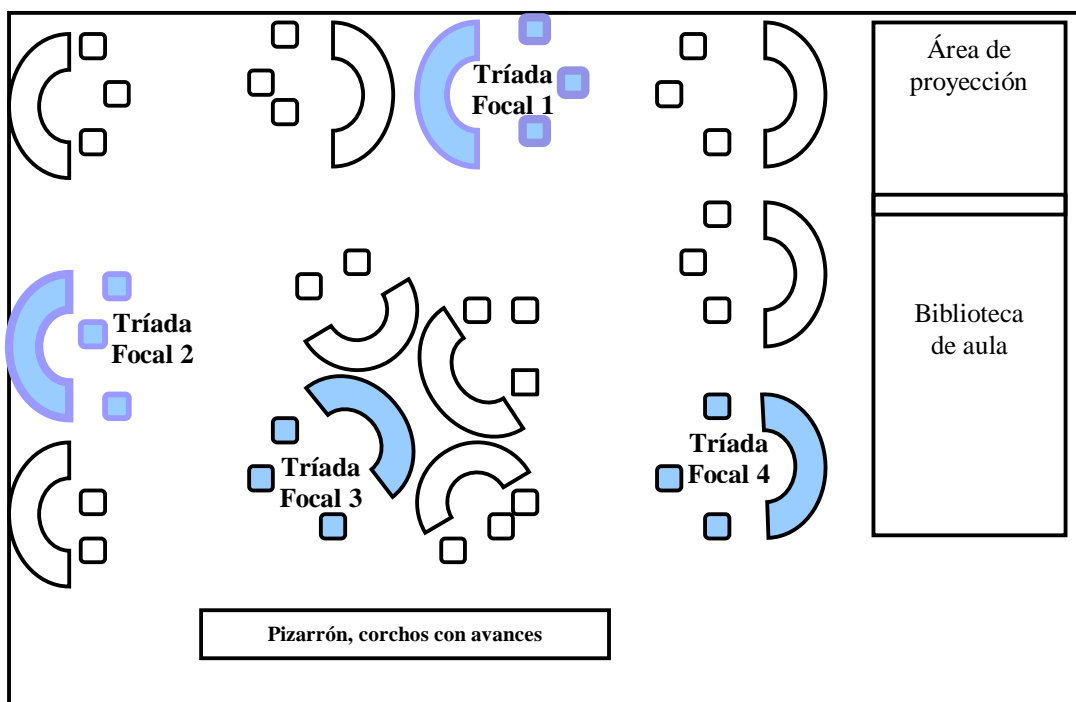 Tríada
Focal 1
Área de
proyección
Tríada
Focal 2
Biblioteca
de aula
Tríada
Focal 3
Tríada
Focal 4
Pizarrón, corchos con avances